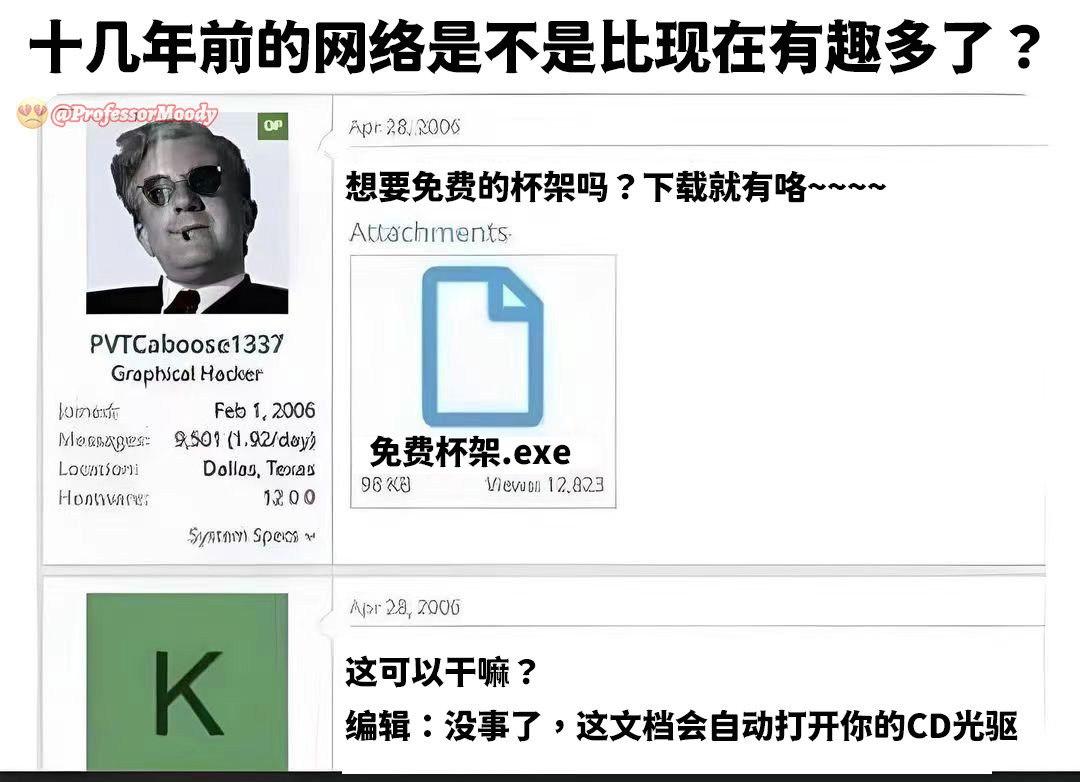 十几年前的网络是不是比现在有趣多了？
@ProfessorMoody
OP
Apr 28, 2006
想要免费的杯架吗？下载就有咯~~~~
Attachments
免费杯架.exe
96 KB
12,823
PVTCaboose1337
Graphical Hacker
Feb 1, 2006
Messages: 9,501 (1.92/day)
Location: Dallas, Texas
System Specs
K
Apr 28, 2006
这可以干嘛？
编辑：没事了，这文档会自动打开你的CD光驱